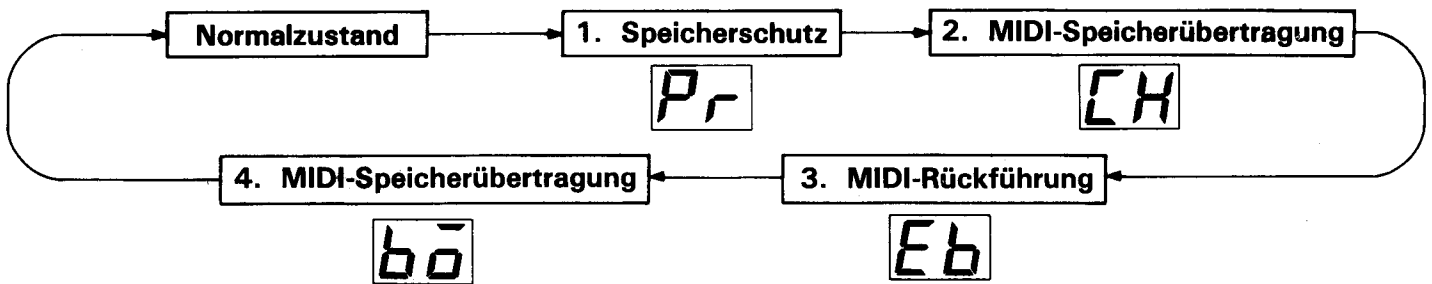 Normalzustand
1. Speicherschutz
2. MIDI-Speicherübertragung
Pr
CH
4. MIDI-Speicherübertragung
3. MIDI-Rückführung
bō
Eb